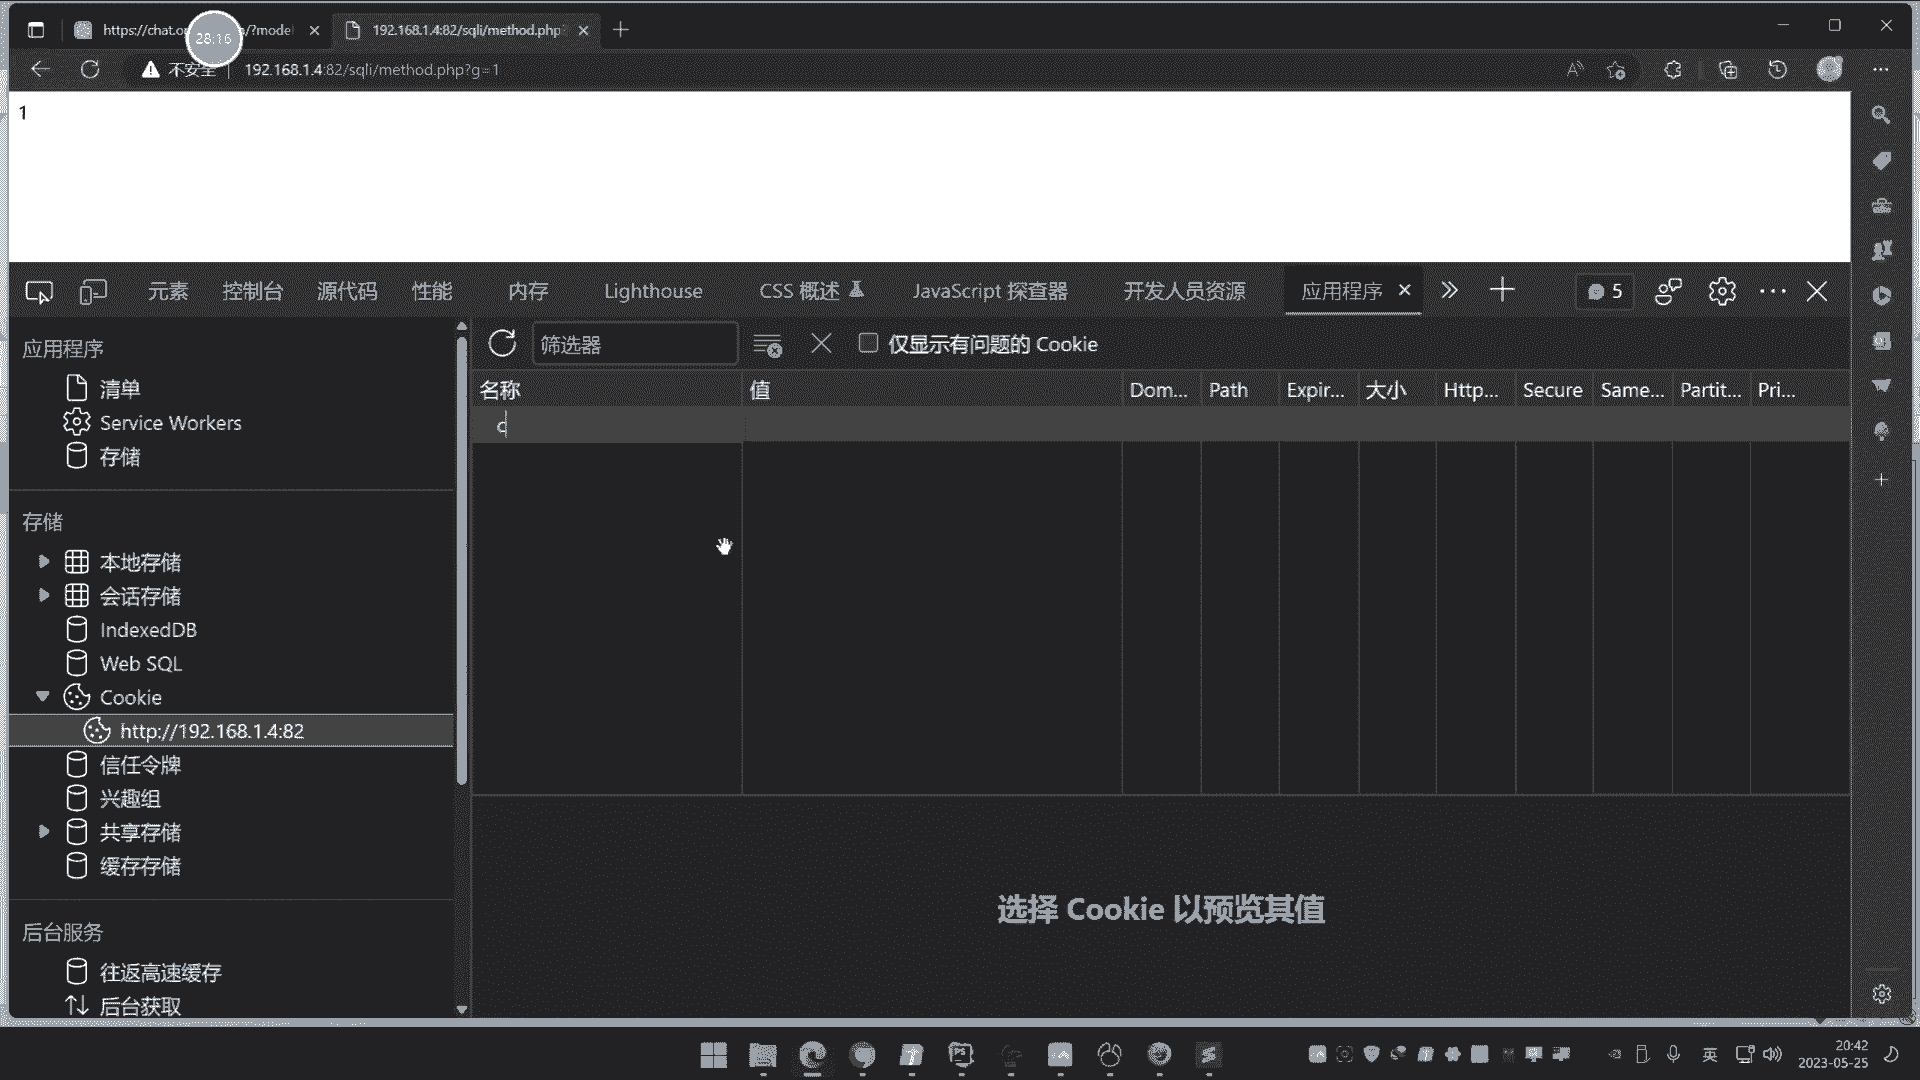 https://chat.o
/?model
28:16
192.168.1.4:82/sqli/method.php?
不安全
192.168.1.4:82/sqli/method.php?g=1
1
元素
控制台
源代码
性能
内存
Lighthouse
CSS 概述
JavaScript 探查器
开发人员资源
应用程序
5
应用程序
清单
Service Workers
存储
存储
本地存储
会话存储
IndexedDB
Web SQL
Cookie
http://192.168.1.4:82
信任令牌
兴趣组
共享存储
缓存存储
后台服务
往返高速缓存
后台获取
筛选器
仅显示有问题的 Cookie
名称
值
Dom...
Path
Expir...
大小
Http...
Secure
Same...
Partit...
Pri...
c
选择 Cookie 以预览其值
英
20:42
2023-05-25